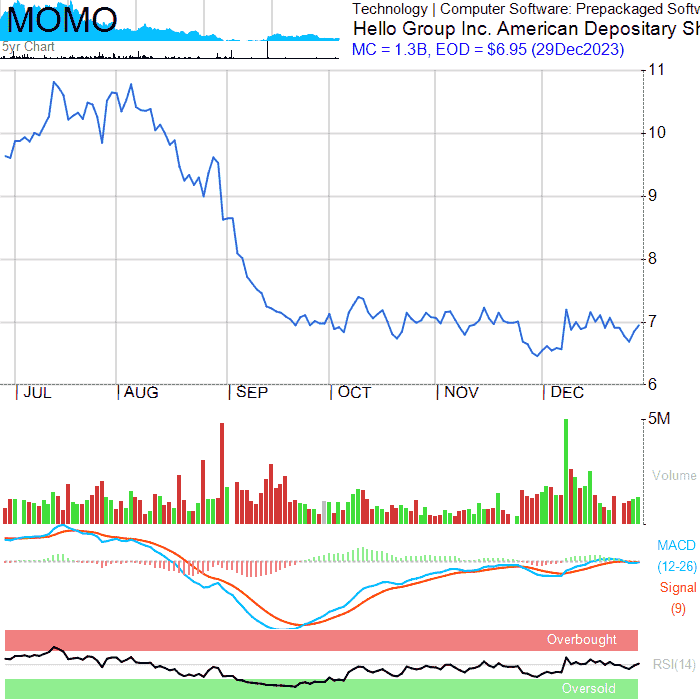 MOMO
Technology | Computer Software: Prepackaged Softw
Hello Group Inc. American Depositary Sh
MC = 1.3B, EOD = $6.95 (29Dec2023)
5yr Chart
11
10
9
8
7
6
JUL AUG SEP OCT NOV DEC
5M
Volume
MACD
(12-26)
Signal
(9)
Overbought
RSI(14)
Oversold